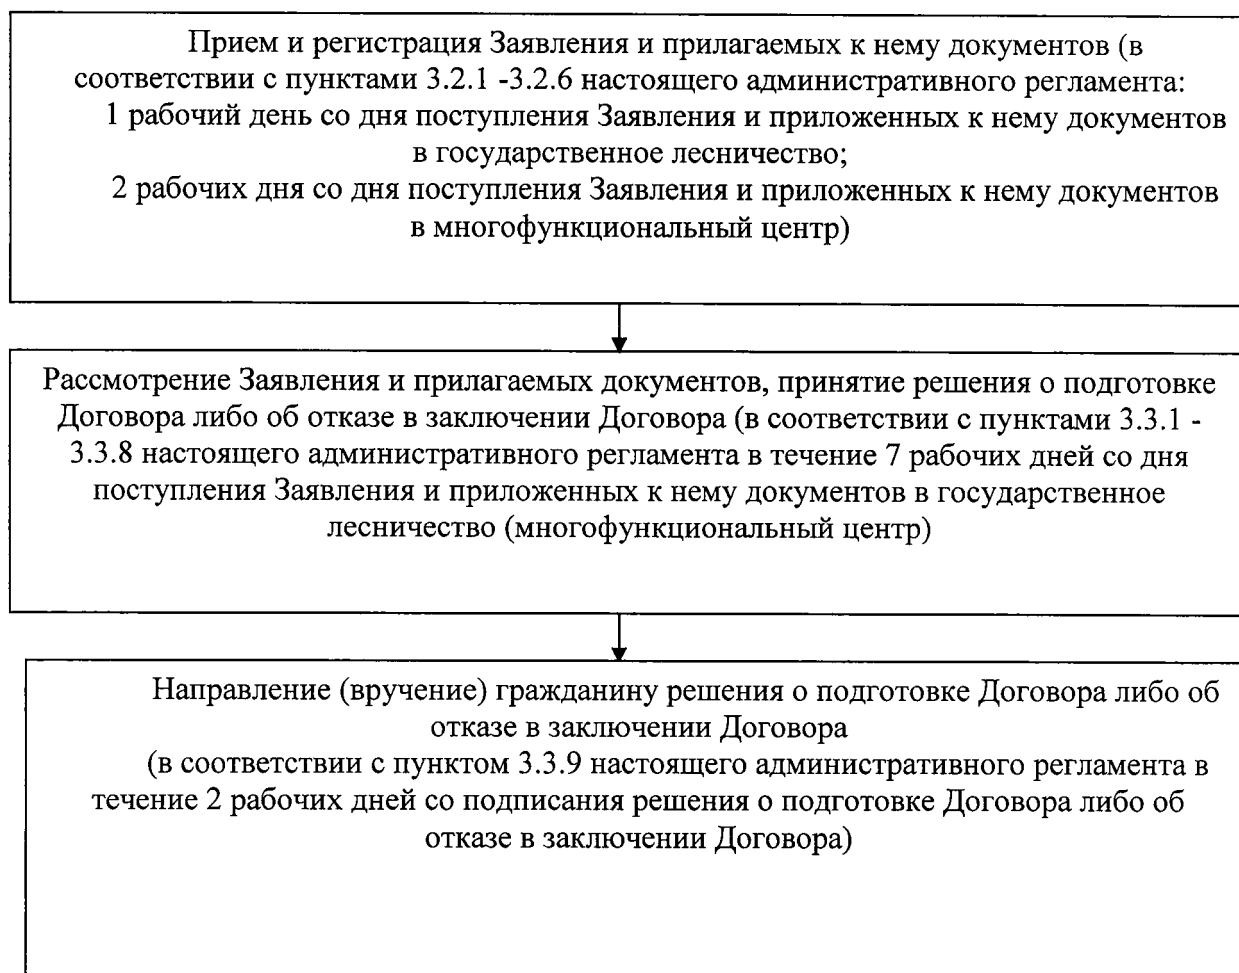 Прием и регистрация Заявления и прилагаемых к нему документов (в
соответствии с пунктами 3.2.1 -3.2.6 настоящего административного регламента:
1 рабочий день со дня поступления Заявления и приложенных к нему документов
в государственное лесничество;
2 рабочих дня со дня поступления Заявления и приложенных к нему документов
в многофункциональный центр)
Рассмотрение Заявления и прилагаемых документов, принятие решения о подготовке
Договора либо об отказе в заключении Договора (в соответствии с пунктами 3.3.1 -
3.3.8 настоящего административного регламента в течение 7 рабочих дней со дня
поступления Заявления и приложенных к нему документов в государственное
лесничество (многофункциональный центр)
Направление (вручение) гражданину решения о подготовке Договора либо об
отказе в заключении Договора
(в соответствии с пунктом 3.3.9 настоящего административного регламента в
течение 2 рабочих дней со подписания решения о подготовке Договора либо об
отказе в заключении Договора)